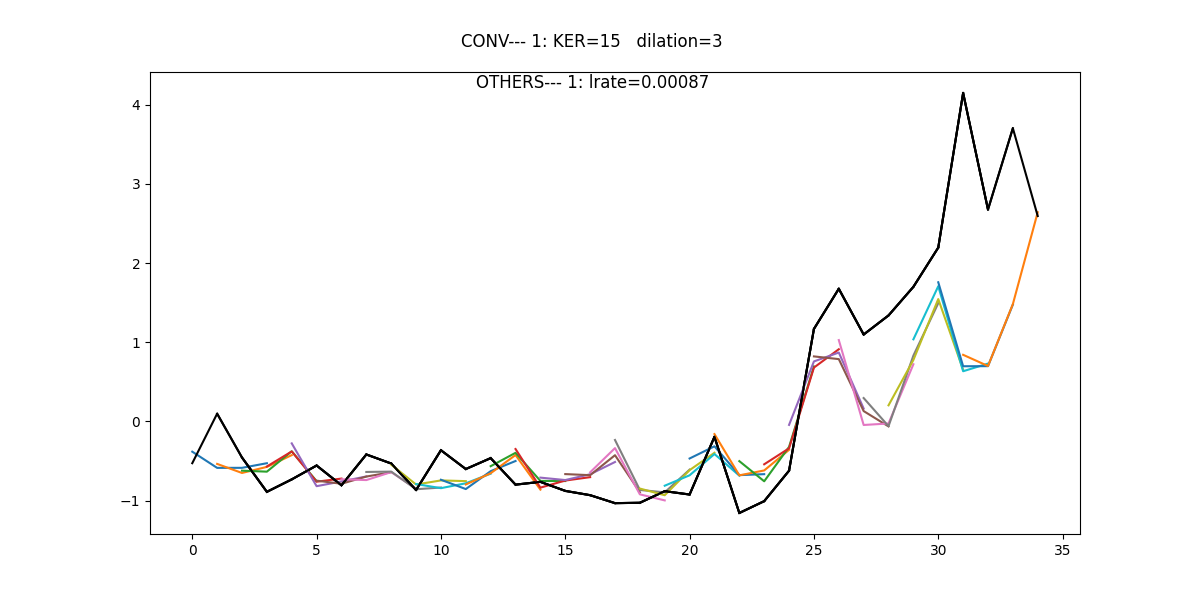 CONV--- 1: KER=15   dilation=3
OTHERS--- 1: lrate=0.00087
4
3
2
1
0
−1
0 5 10 15 20 25 30 35